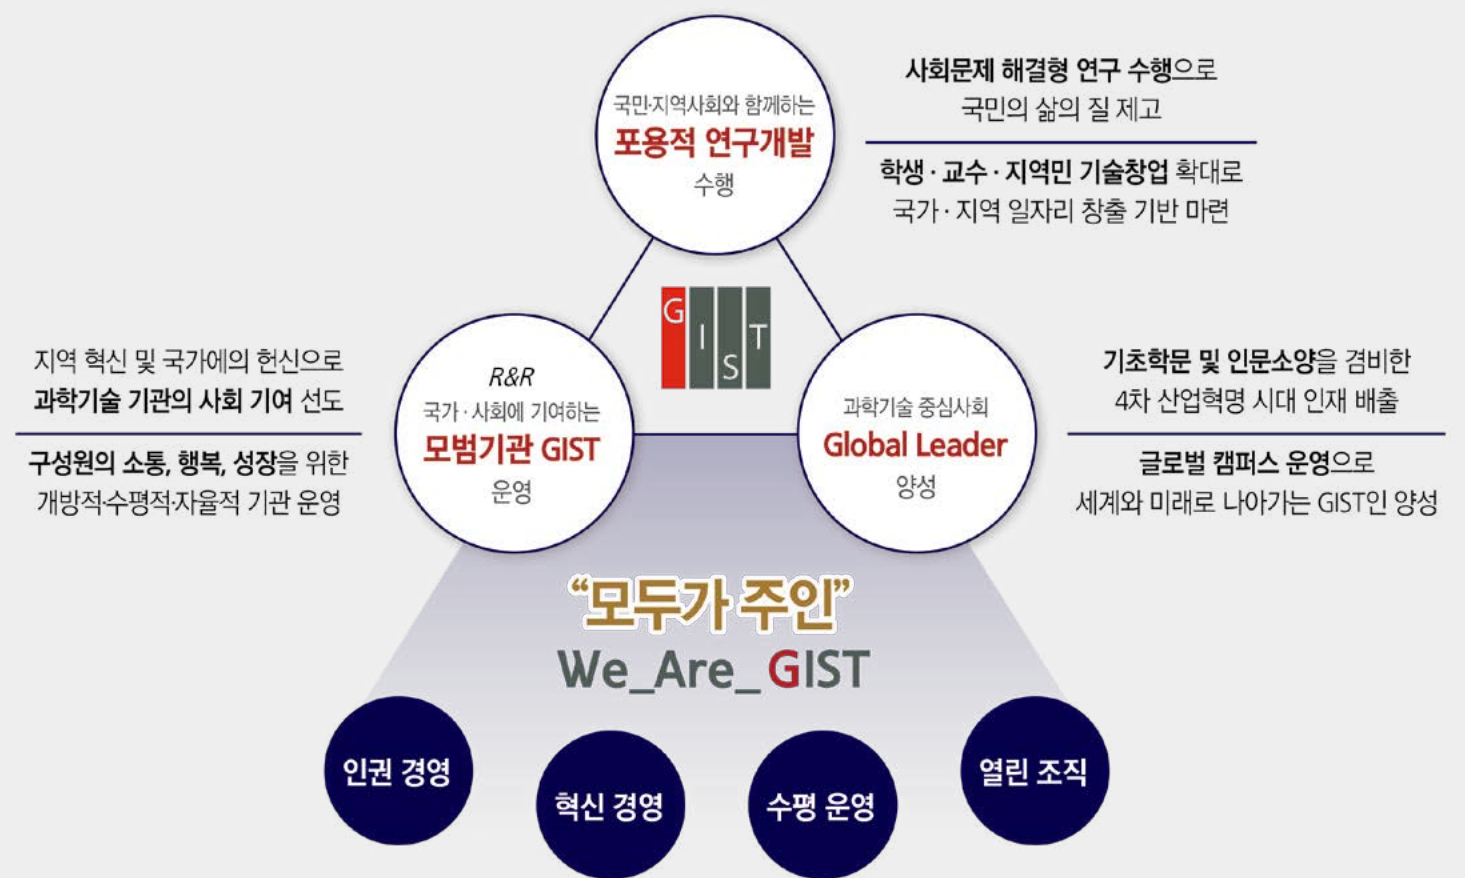 국민·지역사회와 함께하는
포용적 연구개발
수행
사회문제 해결형 연구 수행으로
국민의 삶의 질 제고
학생 · 교수 · 지역민 기술창업 확대로
국가 · 지역 일자리 창출 기반 마련
GIST
지역 혁신 및 국가에의 헌신으로
과학기술 기관의 사회 기여 선도
구성원의 소통, 행복, 성장을 위한
개방적·수평적·자율적 기관 운영
R&R
국가 · 사회에 기여하는
모범기관 GIST
운영
과학기술 중심사회
Global Leader
양성
기초학문 및 인문소양을 겸비한
4차 산업혁명 시대 인재 배출
글로벌 캠퍼스 운영으로
세계와 미래로 나아가는 GIST인 양성
“모두가 주인”
We_Are_GIST
인권 경영
혁신 경영
수평 운영
열린 조직